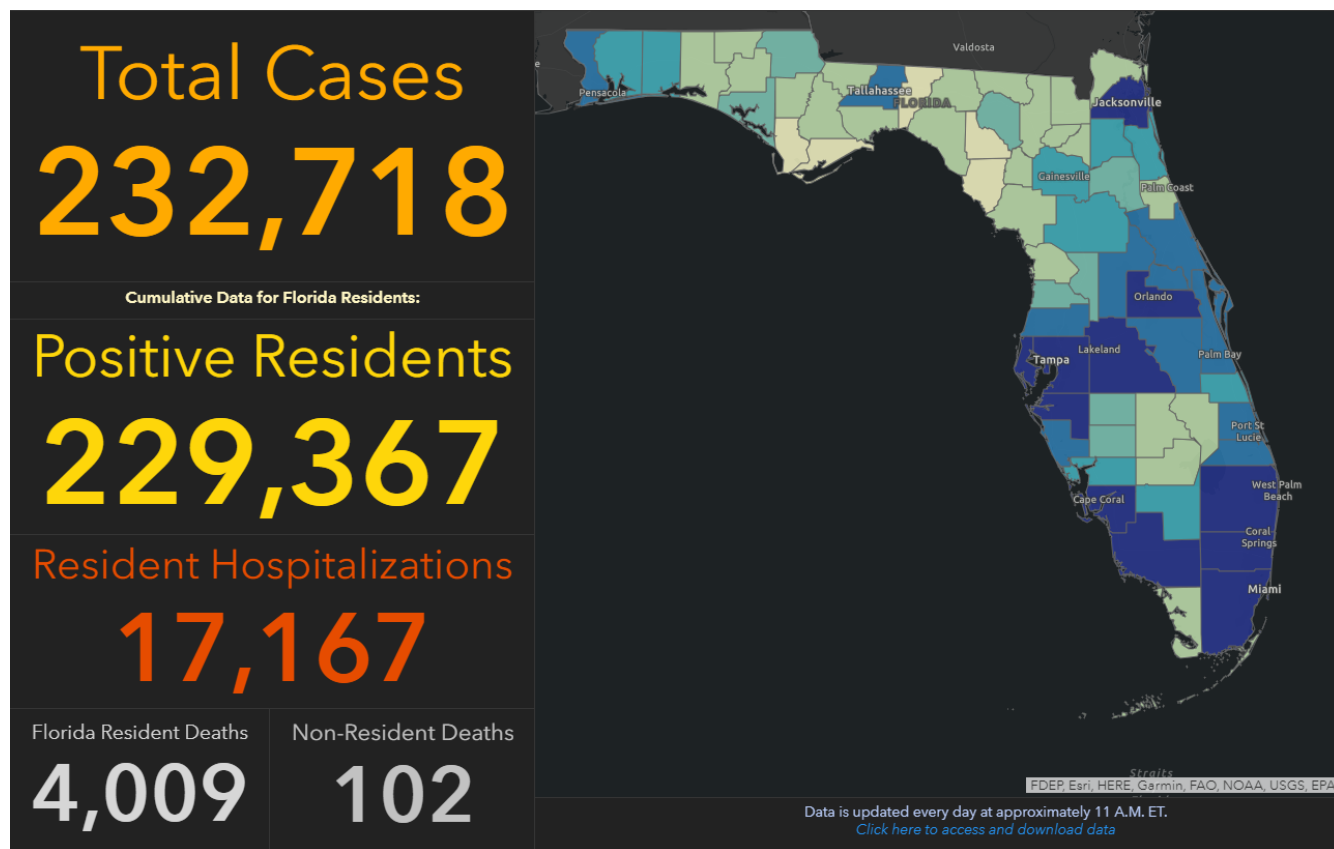 Total Cases
232,718
Cumulative Data for Florida Residents:
Positive Residents
229,367
Resident Hospitalizations
17,167
Florida Resident Deaths
4,009
Non-Resident Deaths
102
Valdosta
e
Pensacola
Tallahassee
FLORIDA
Jacksonville
Gainesville
Palm Coast
Orlando
Lakeland
Tampa
Palm Bay
Port St
Lucie
West Palm
Beach
Cape Coral
Coral
Springs
Miami
Straits
FDEP, Esri, HERE, Garmin, FAO, NOAA, USGS, EPA
Data is updated every day at approximately 11 A.M. ET.
Click here to access and download data